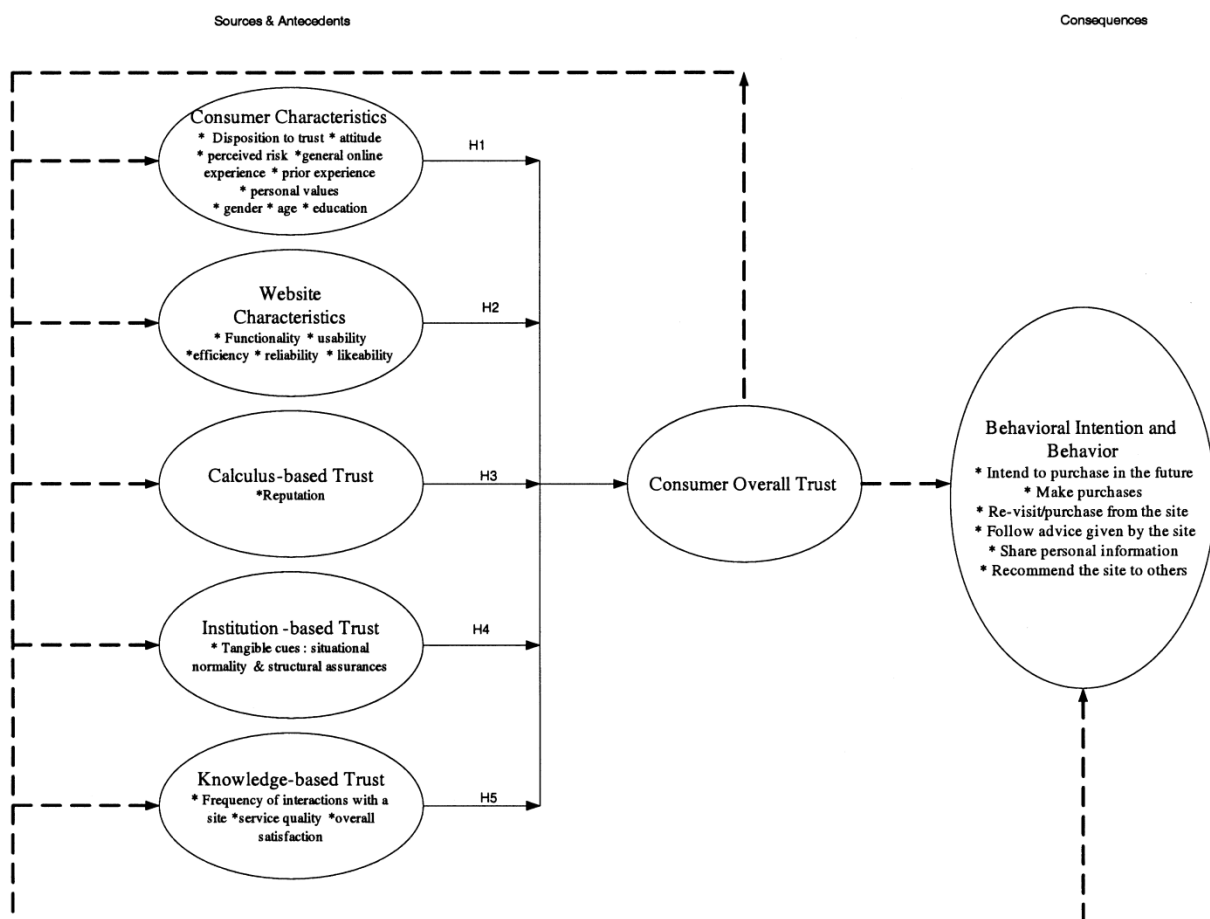 Sources & Antecedents
Consequences
Consumer Characteristics
* Disposition to trust * attitude
* perceived risk *general online
experience * prior experience
* personal values
* gender * age * education
H1
Website
Characteristics
* Functionality * usability
*efficiency * reliability * likeability
H2
Calculus-based Trust
*Reputation
H3
Institution -based Trust
* Tangible cues : situational
normality & structural assurances
H4
Knowledge-based Trust
* Frequency of interactions with a
site *service quality *overall
satisfaction
H5
Consumer Overall Trust
Behavioral Intention and
Behavior
* Intend to purchase in the future
* Make purchases
* Re-visit/purchase from the site
* Follow advice given by the site
* Share personal information
* Recommend the site to others